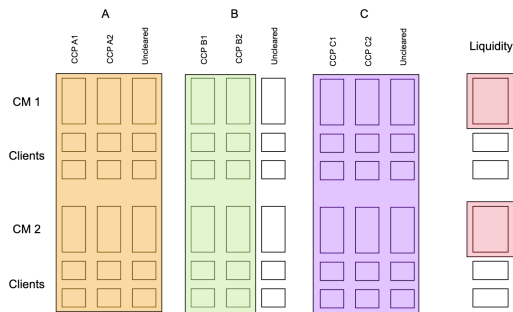 A
B
C
CCP A1
CCP A2
Uncleared
CCP B1
CCP B2
Uncleared
CCP C1
CCP C2
Uncleared
Liquidity
CM 1
Clients
CM 2
Clients